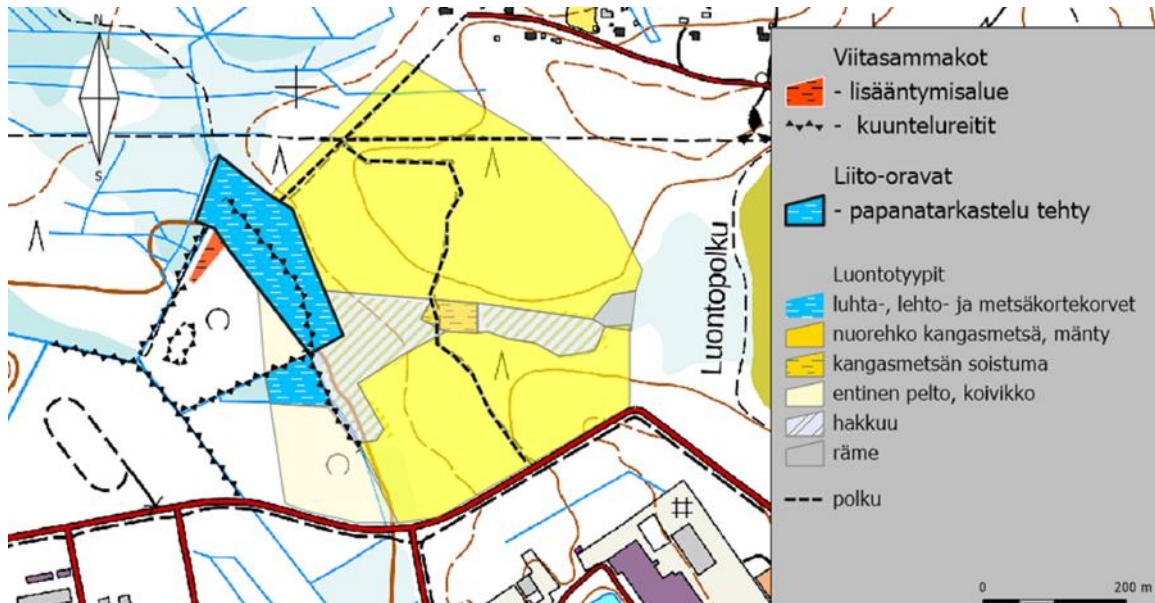 N
S
Luontopolku
Viitasammakot
- lisääntymisalue
- kuuntelureitit
Liito-oravat
- papanatarkastelu tehty
Luontotyypit
luhta-, lehto- ja metsäkortekorvet
nuorehko kangasmetsä, mänty
kangasmetsän soistuma
entinen pelto, koivikko
hakkuu
räme
polku
0 200 m